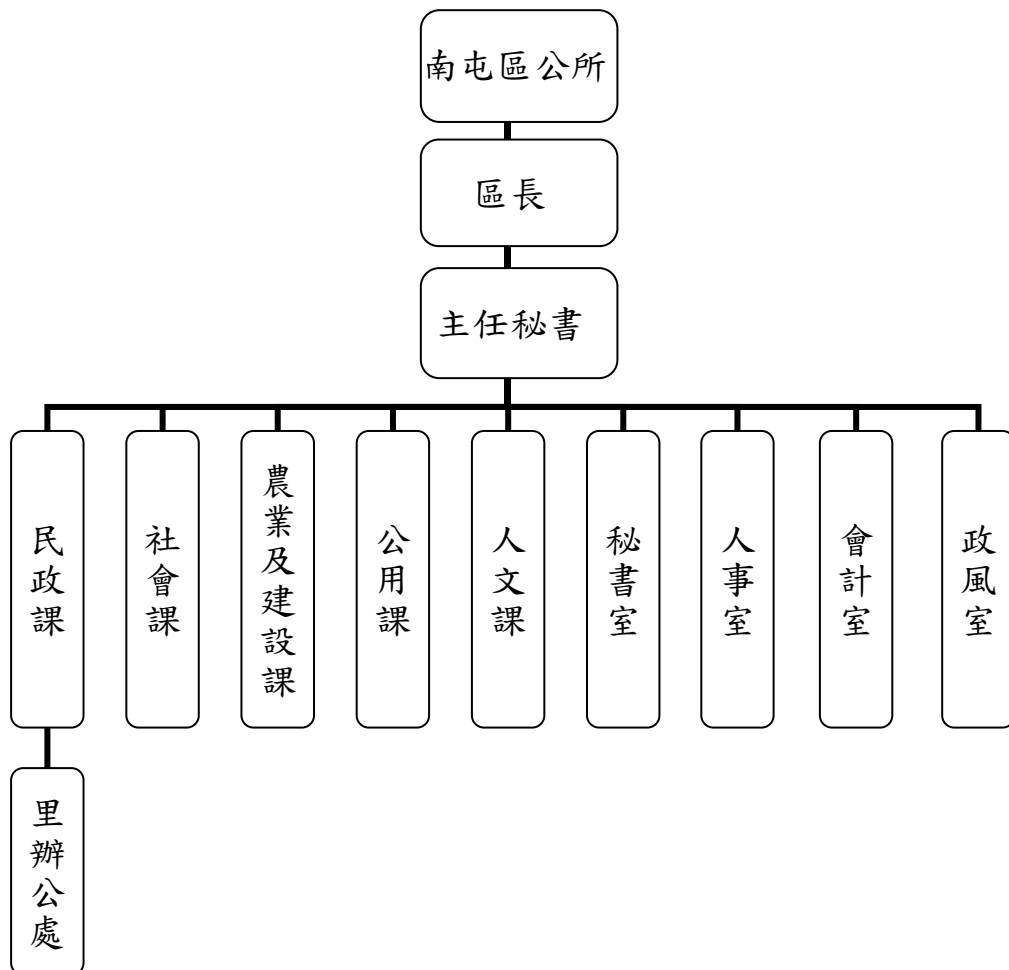 南屯區公所
區長
主任秘書
民政課
社會課
農業及建設課
公用課
人文課
秘書室
人事室
會計室
政風室
里辦公處